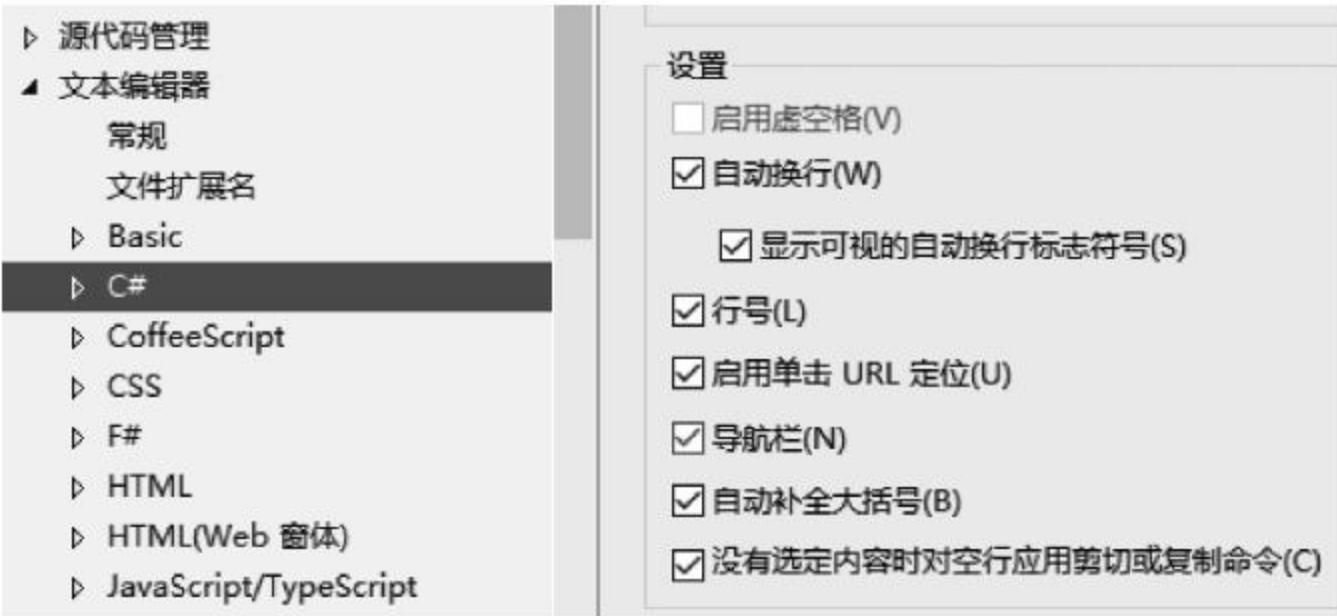 源代码管理
文本编辑器
常规
文件扩展名
Basic
C#
CoffeeScript
CSS
F#
HTML
HTML(Web 窗体)
JavaScript/TypeScript
设置
启用虚空格(V)
自动换行(W)
显示可视的自动换行标志符号(S)
行号(L)
启用单击 URL 定位(U)
导航栏(N)
自动补全大括号(B)
没有选定内容时对空行应用剪切或复制命令(C)